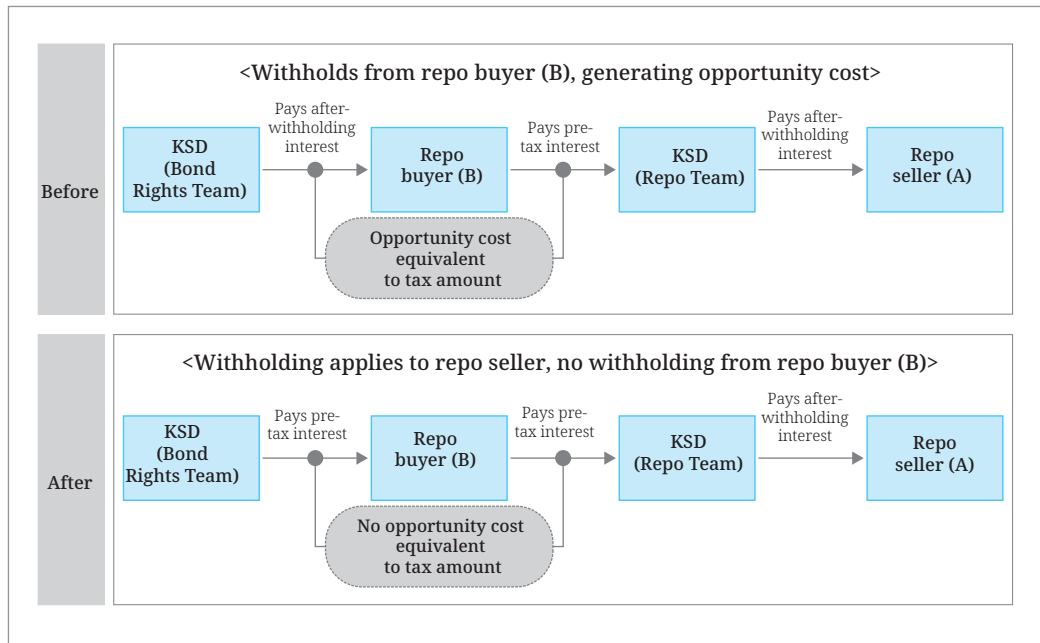 Before
<Withholds from repo buyer (B), generating opportunity cost>
KSD
(Bond
Rights Team)
Pays after-
withholding
interest
Repo
buyer (B)
Pays pre-
tax interest
KSD
(Repo Team)
Pays after-
withholding
interest
Repo
seller (A)
Opportunity cost
equivalent
to tax amount
After
<Withholding applies to repo seller, no withholding from repo buyer (B)>
KSD
(Bond
Rights Team)
Pays pre-
tax interest
Repo
buyer (B)
Pays pre-
tax interest
KSD
(Repo Team)
Pays after-
withholding
interest
Repo
seller (A)
No opportunity cost
equivalent
to tax amount